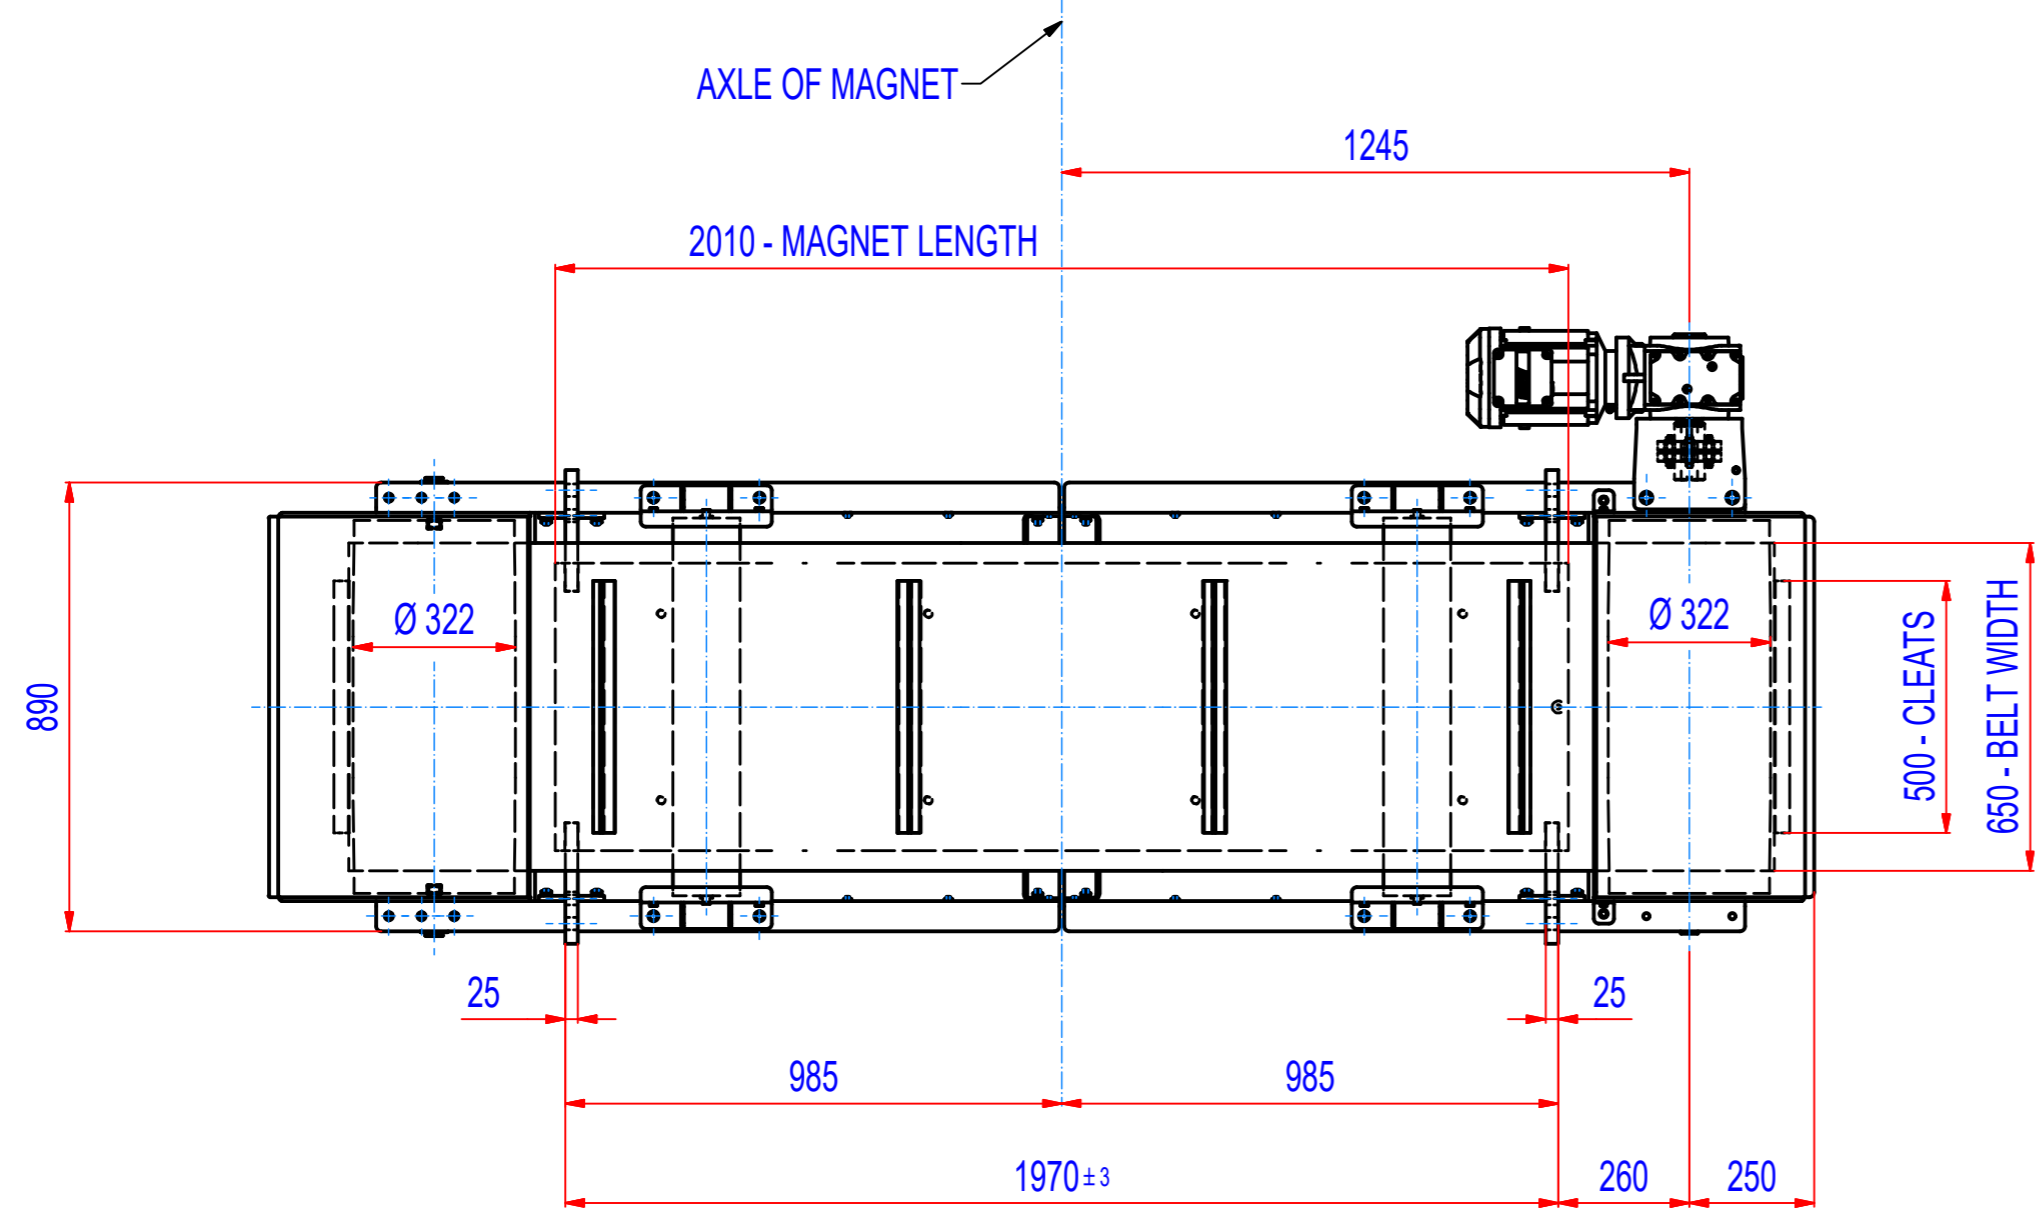 AXLE OF MAGNET
1245
2010 - MAGNET LENGTH
Ø 322
Ø 322
890
500 - CLEATS
650 - BELT WIDTH
25
25
985
985
1970 ± 3
260
250